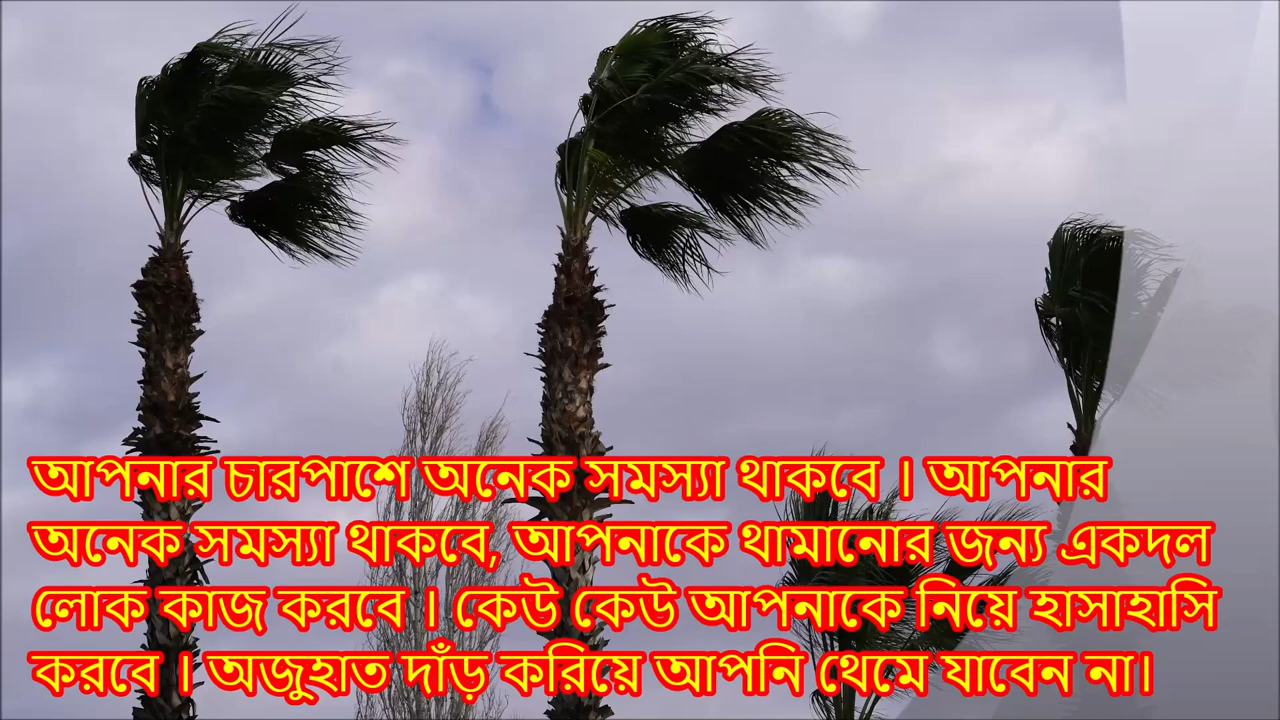 আপনার চারপাশে অনেক সমস্যা থাকবে । আপনার
অনেক সমস্যা থাকবে, আপনাকে থামানোর জন্য একদল
লোক কাজ করবে । কেউ কেউ আপনাকে নিয়ে হাসাহাসি
করবে । অজুহাত দাঁড় করিয়ে আপনি থেমে যাবেন না।